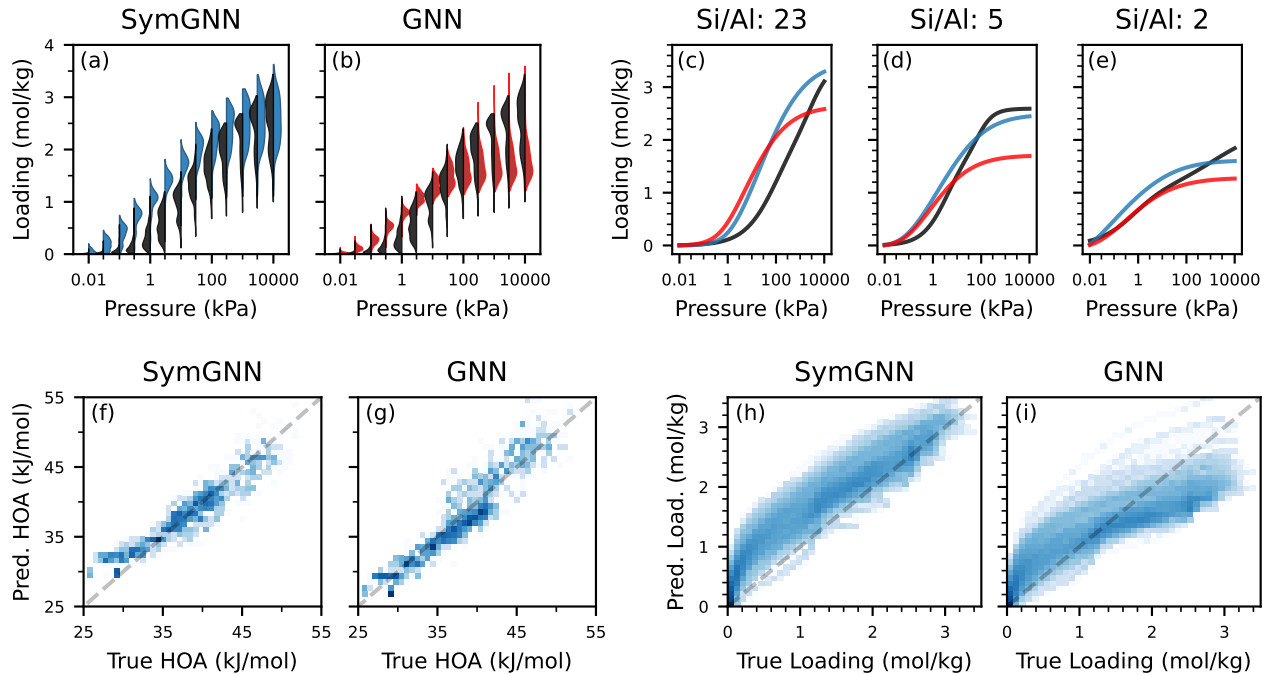 SymGNN
GNN
Si/Al: 23
Si/Al: 5
Si/Al: 2
(a)
(b)
(c)
(d)
(e)
Loading (mol/kg)
4
3
2
1
0
Loading (mol/kg)
3
2
1
0
0.01 1 100 10000
0.01 1 100 10000
0.01 1 100 10000
0.01 1 100 10000
0.01 1 100 10000
Pressure (kPa)
Pressure (kPa)
Pressure (kPa)
Pressure (kPa)
Pressure (kPa)
SymGNN
GNN
SymGNN
GNN
(f)
(g)
(h)
(i)
Pred. HOA (kJ/mol)
55
45
35
25
Pred. Load. (mol/kg)
3
2
1
0
25 35 45 55
25 35 45 55
0 1 2 3
0 1 2 3
True HOA (kJ/mol)
True HOA (kJ/mol)
True Loading (mol/kg)
True Loading (mol/kg)